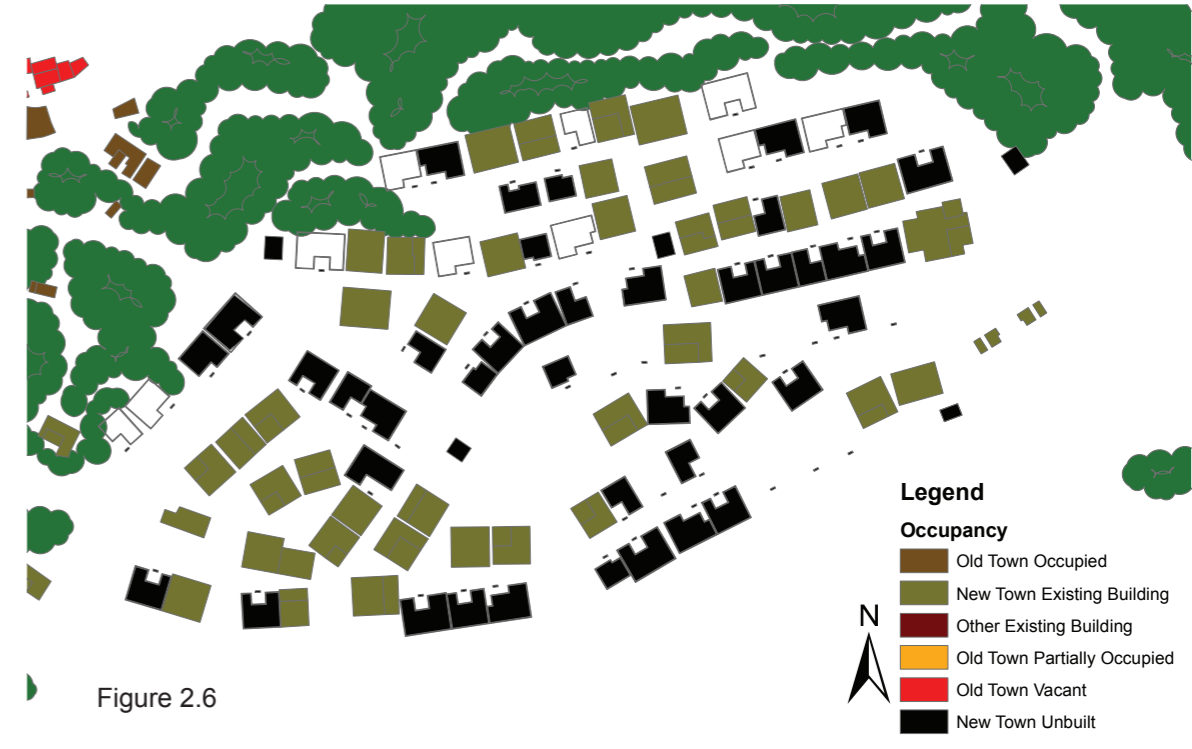 Legend
Occupancy
Old Town Occupied
New Town Existing Building
Other Existing Building
Old Town Partially Occupied
Old Town Vacant
New Town Unbuilt
N
Figure 2.6